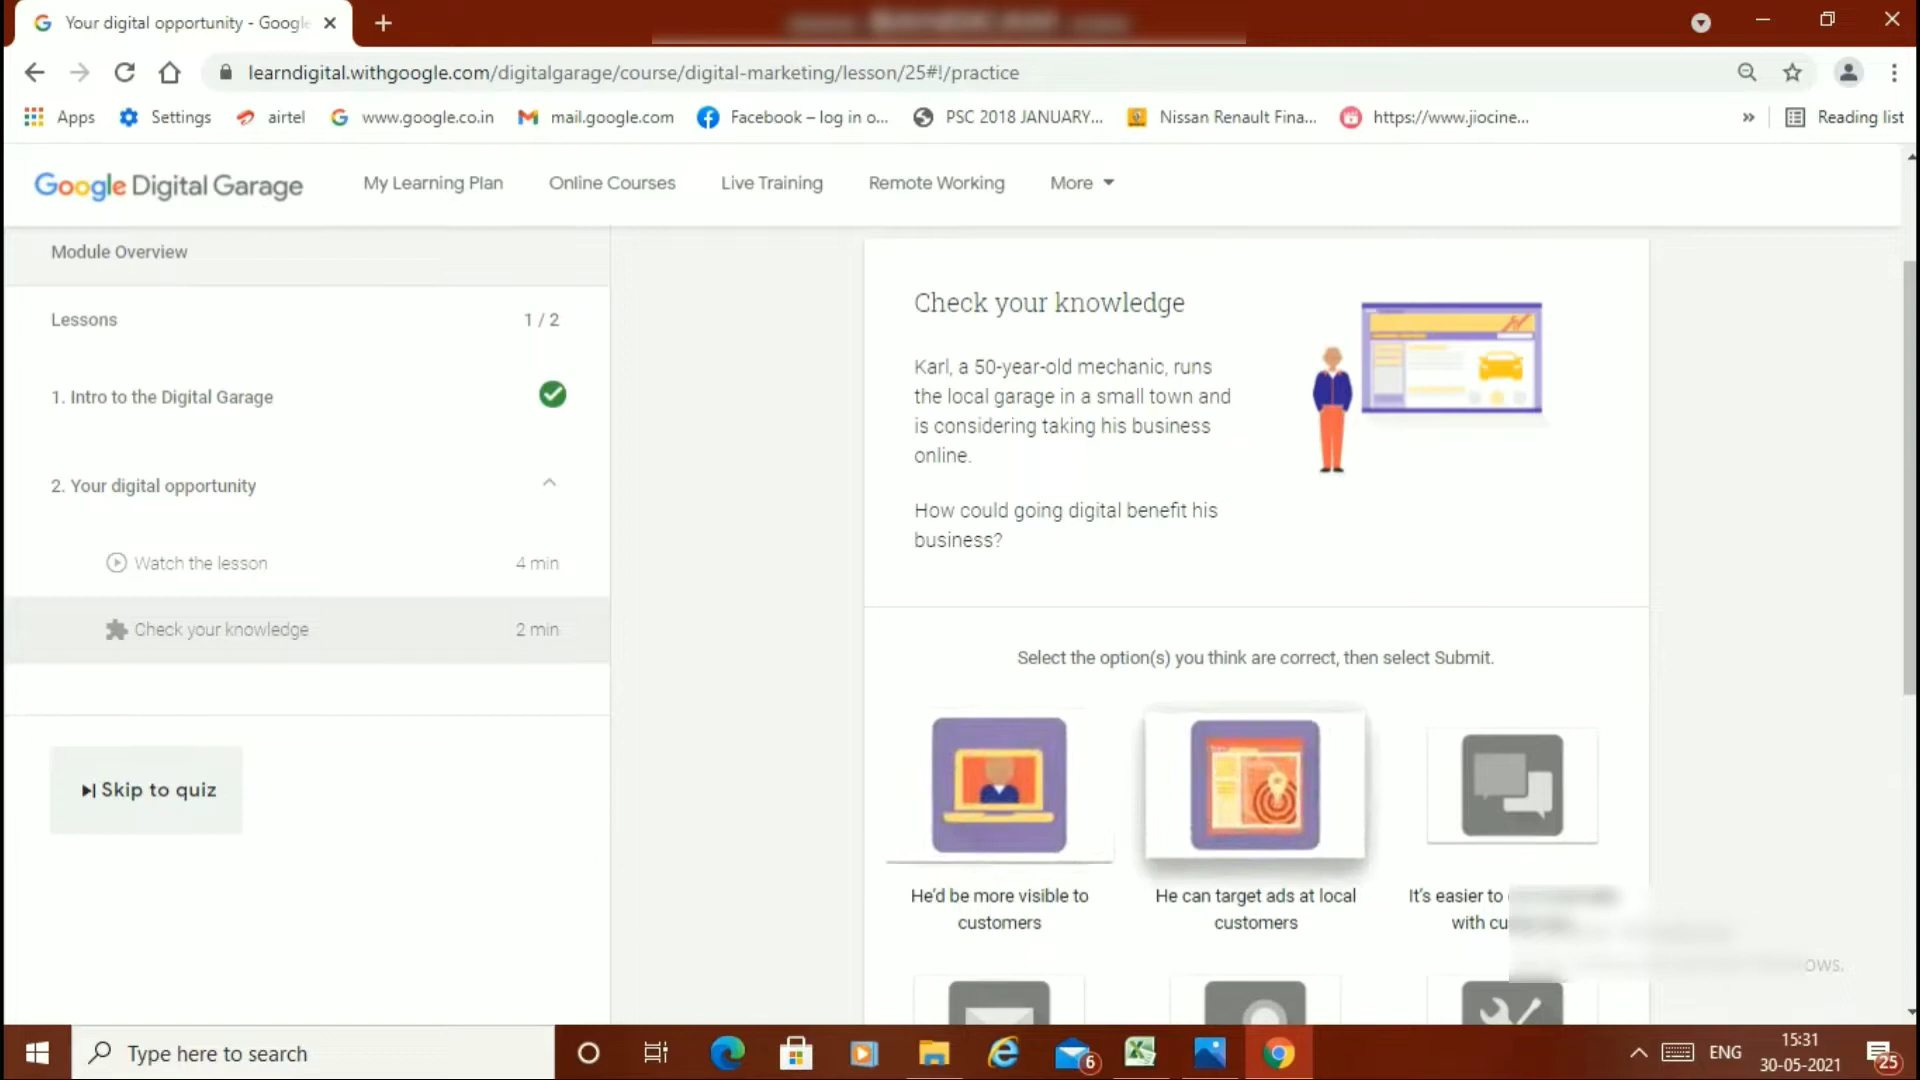 Your digital opportunity - Google
learndigital.withgoogle.com/digitalgarage/course/digital-marketing/lesson/25#!/practice
Apps
Settings
airtel
www.google.co.in
mail.google.com
Facebook – log in o...
PSC 2018 JANUARY...
Nissan Renault Fina...
https://www.jiocine...
»
Reading list
Google Digital Garage
My Learning Plan
Online Courses
Live Training
Remote Working
More
Module Overview
Lessons
1 / 2
1. Intro to the Digital Garage
2. Your digital opportunity
Watch the lesson
4 min
Check your knowledge
2 min
Skip to quiz
Check your knowledge
Karl, a 50-year-old mechanic, runs
the local garage in a small town and
is considering taking his business
online.
How could going digital benefit his
business?
Select the option(s) you think are correct, then select Submit.
He'd be more visible to
customers
He can target ads at local
customers
It's easier to
with cu
ows.
Type here to search
6
ENG
15:31
30-05-2021
25